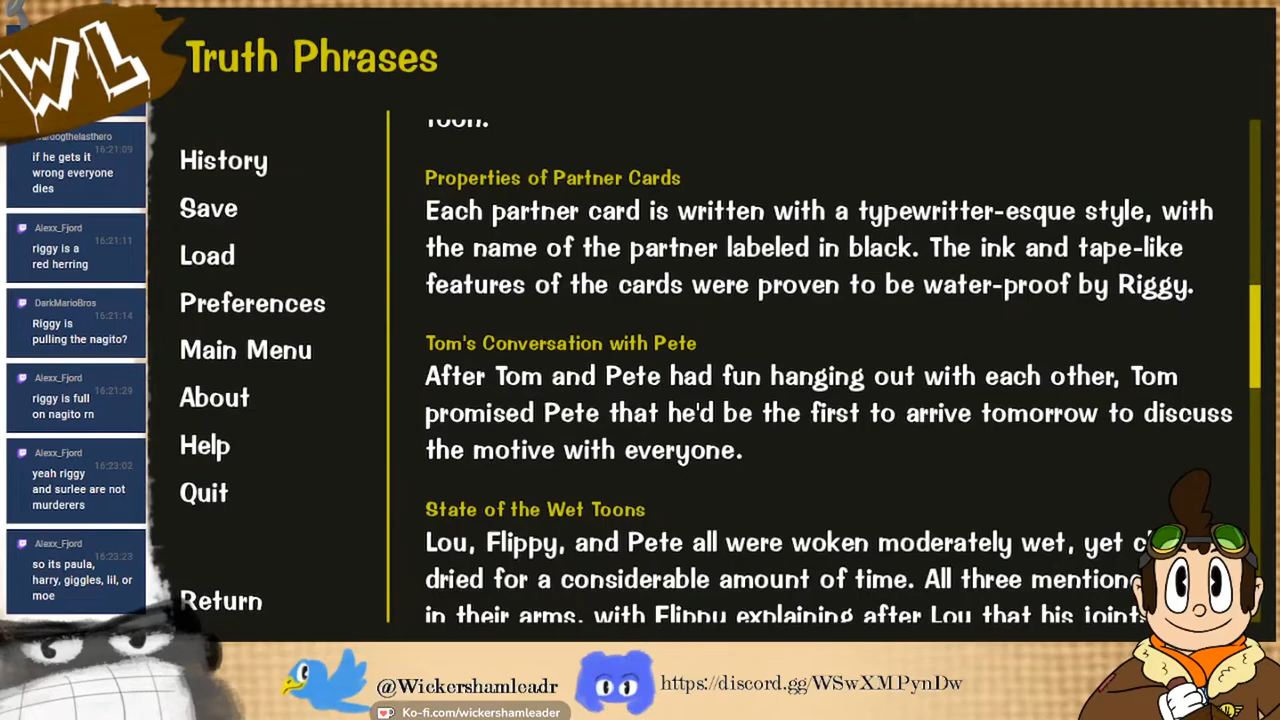 WL
Truth Phrases
wardogthelasthero
16:21:09
if he gets it
wrong everyone
dies
Alexx_Fjord
16:21:11
riggy is a
red herring
DarkMarioBros
16:21:14
Riggy is
pulling the nagito?
Alexx_Fjord
16:21:29
riggy is full
on nagito rn
Alexx_Fjord
16:23:02
yeah riggy
and surlee are not
murderers
Alexx_Fjord
16:23:23
so its paula,
harry, giggles, lil, or
moe
History
Save
Load
Preferences
Main Menu
About
Help
Quit
Return
Toon.
Properties of Partner Cards
Each partner card is written with a typewritter-esque style, with
the name of the partner labeled in black. The ink and tape-like
features of the cards were proven to be water-proof by Riggy.
Tom's Conversation with Pete
After Tom and Pete had fun hanging out with each other, Tom
promised Pete that he'd be the first to arrive tomorrow to discuss
the motive with everyone.
State of the Wet Toons
Lou, Flippy, and Pete all were woken moderately wet, yet
dried for a considerable amount of time. All three
in their arms, with Flippy explaining after Lou that his joints
@Wickershamleadr
https://discord.gg/WSwXMPynDw
Ko-fi.com/wickershamleader